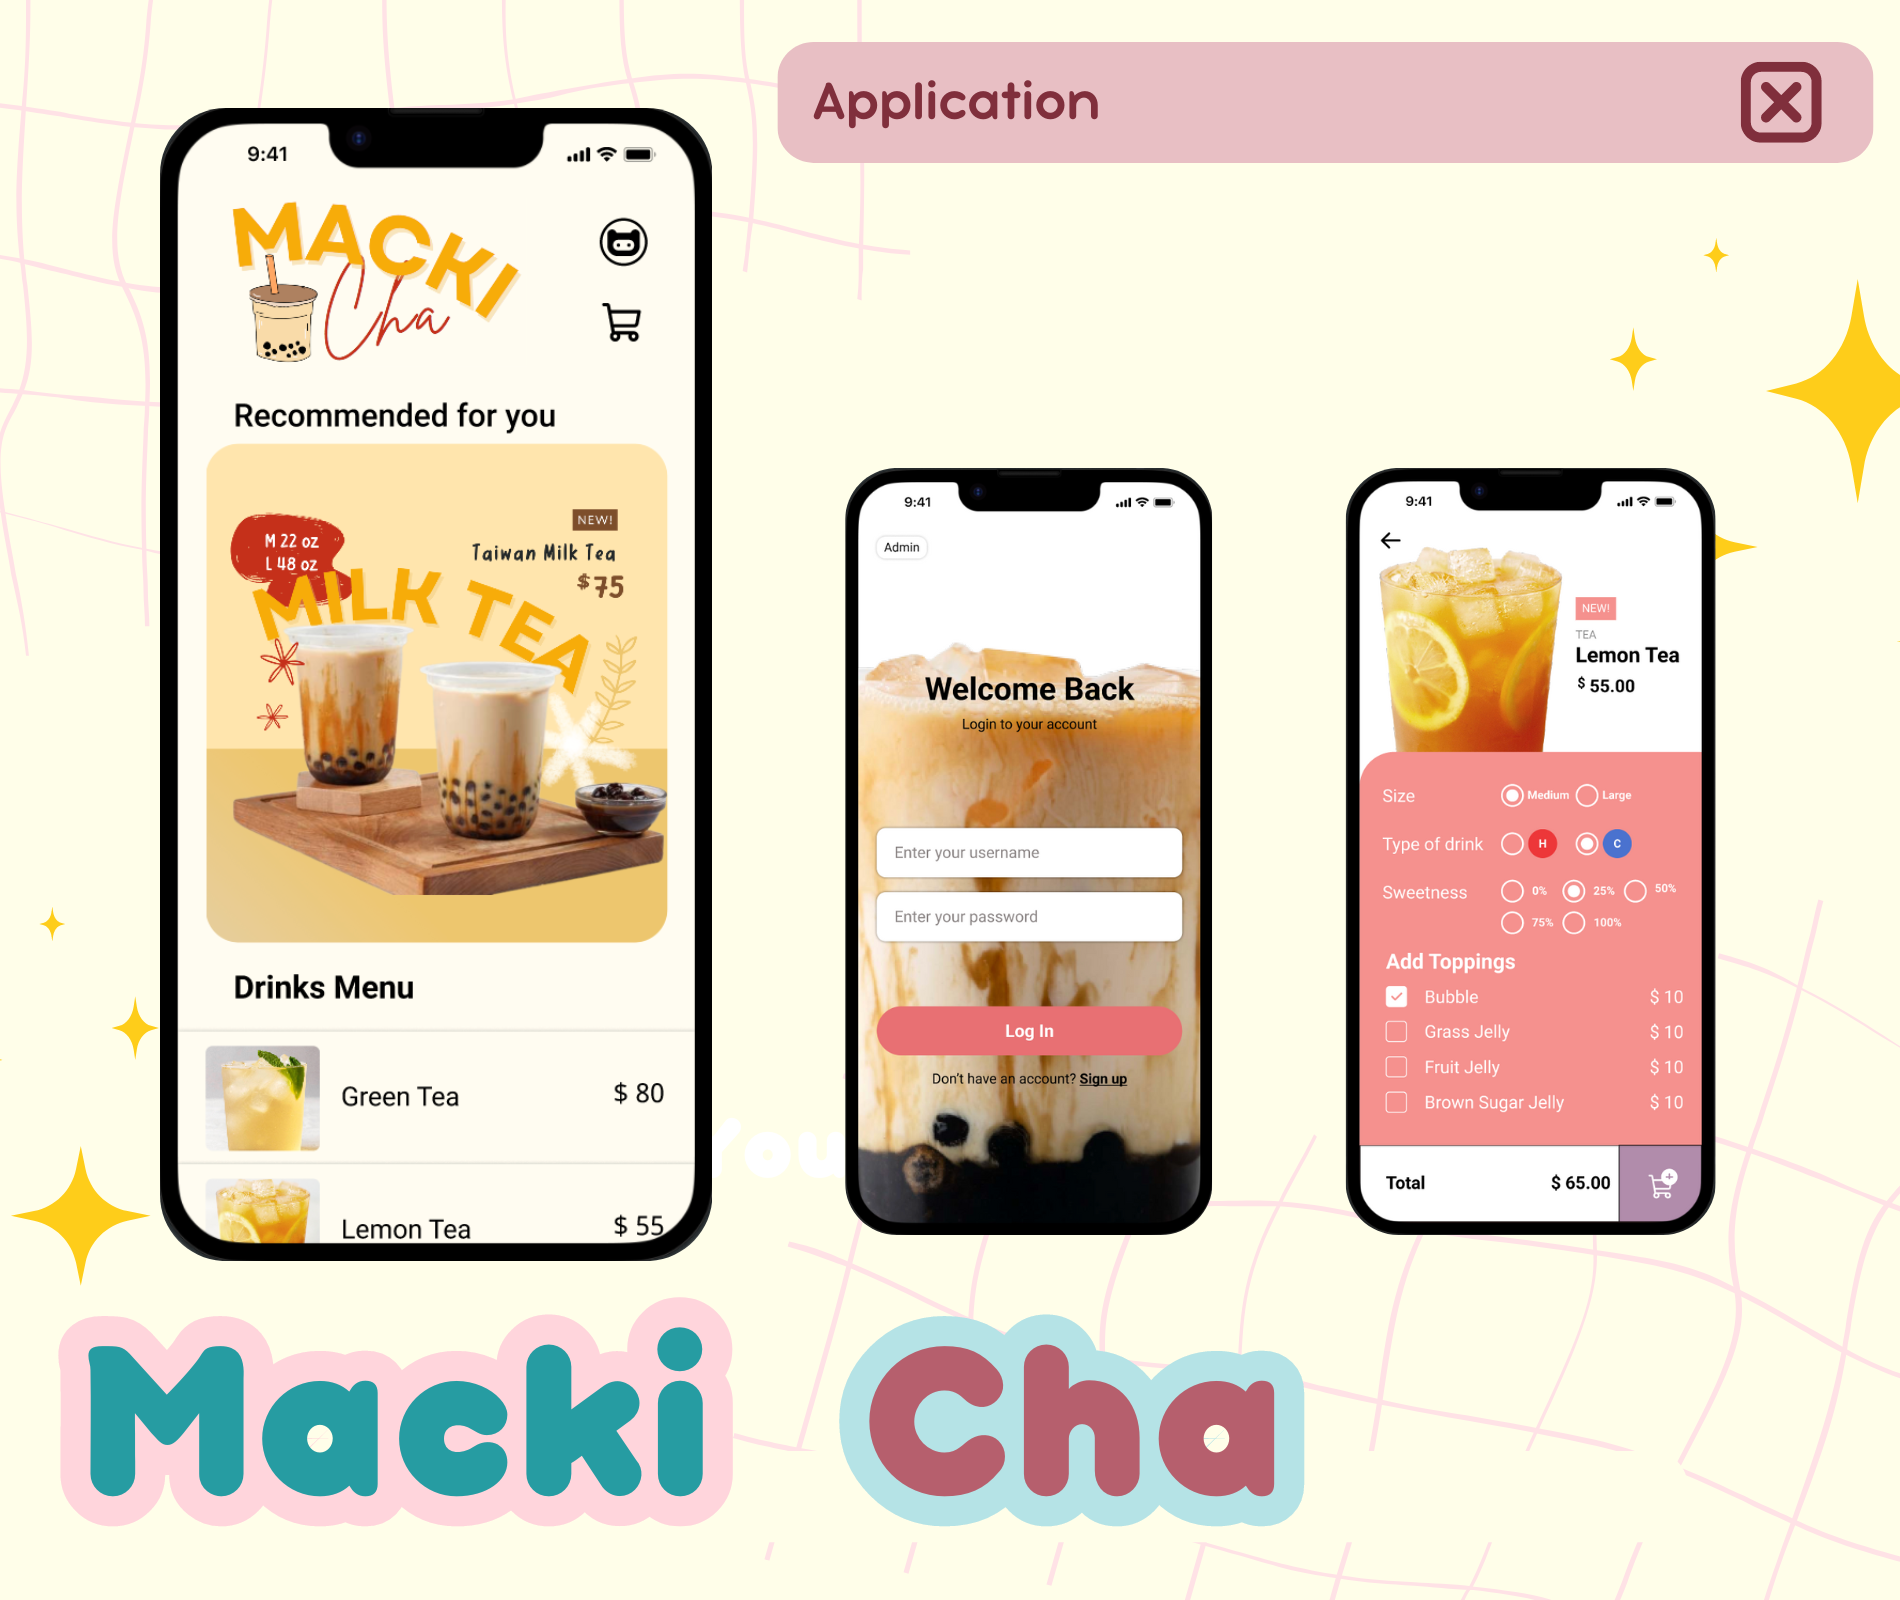 Application
9:41
MACKI
Cha
Recommended for you
M 22 oz
L 48 oz
NEW!
Taiwan Milk Tea
$75
MILK TEA
Drinks Menu
Green Tea $ 80
Lemon Tea $ 55
You
9:41
Admin
Welcome Back
Login to your account
Enter your username
Enter your password
Log In
Don't have an account? Sign up
9:41
NEW!
TEA
Lemon Tea
$ 55.00
Size Medium Large
Type of drink H C
Sweetness 0% 25% 50%
75% 100%
Add Toppings
Bubble $ 10
Grass Jelly $ 10
Fruit Jelly $ 10
Brown Sugar Jelly $ 10
Total $ 65.00
Macki Cha